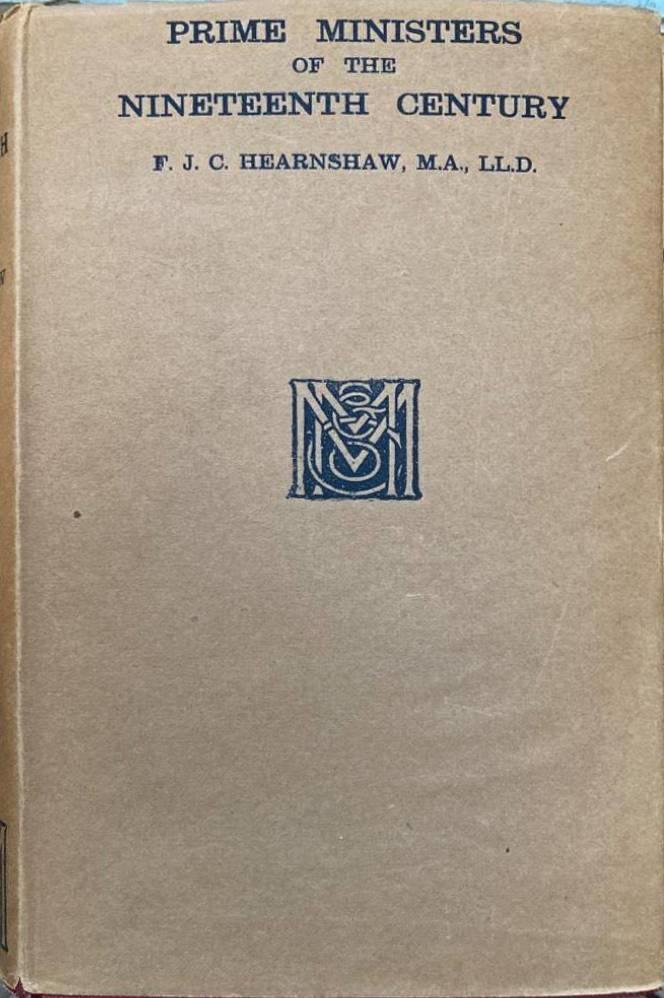 PRIME MINISTERS
OF THE
NINETEENTH CENTURY
F. J. C. HEARNSHAW, M.A., LL.D.